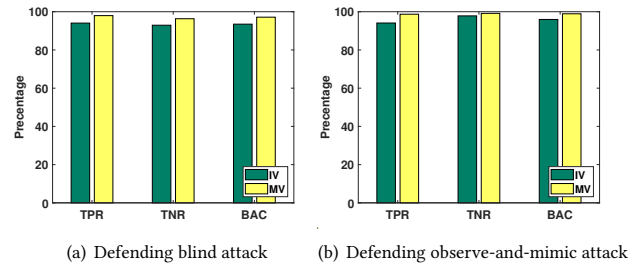 Precentage
100
80
60
40
20
0
TPR TNR BAC
IV
MV
(a) Defending blind attack
Precentage
100
80
60
40
20
0
TPR TNR BAC
IV
MV
(b) Defending observe-and-mimic attack